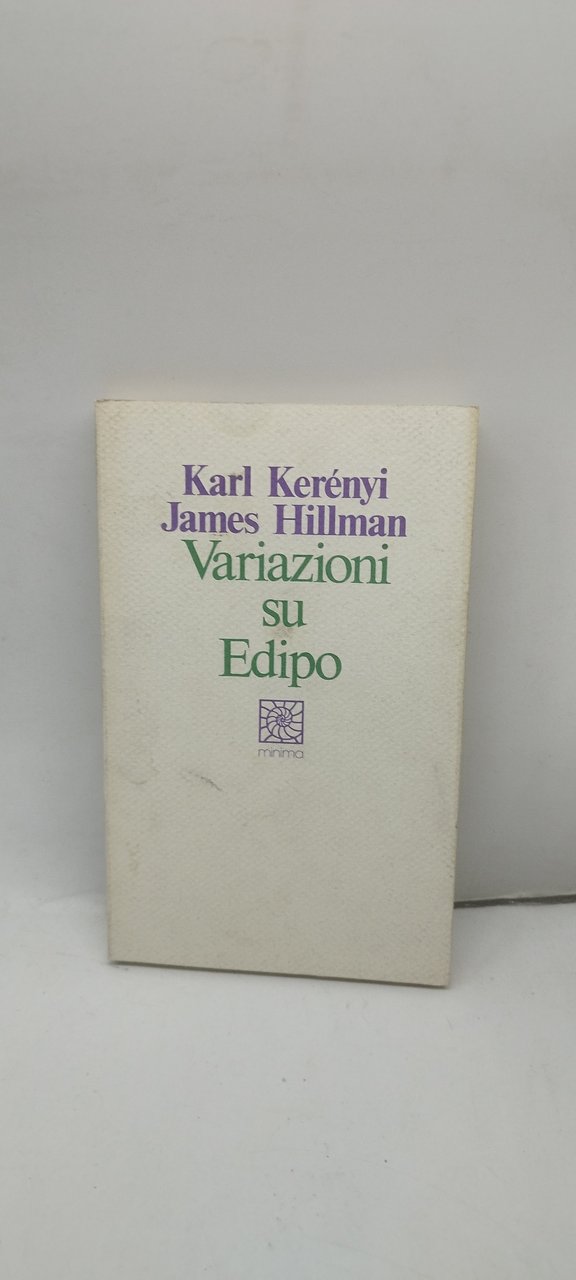 Karl Kerényi
James Hillman
Variazioni
su
Edipo
minima